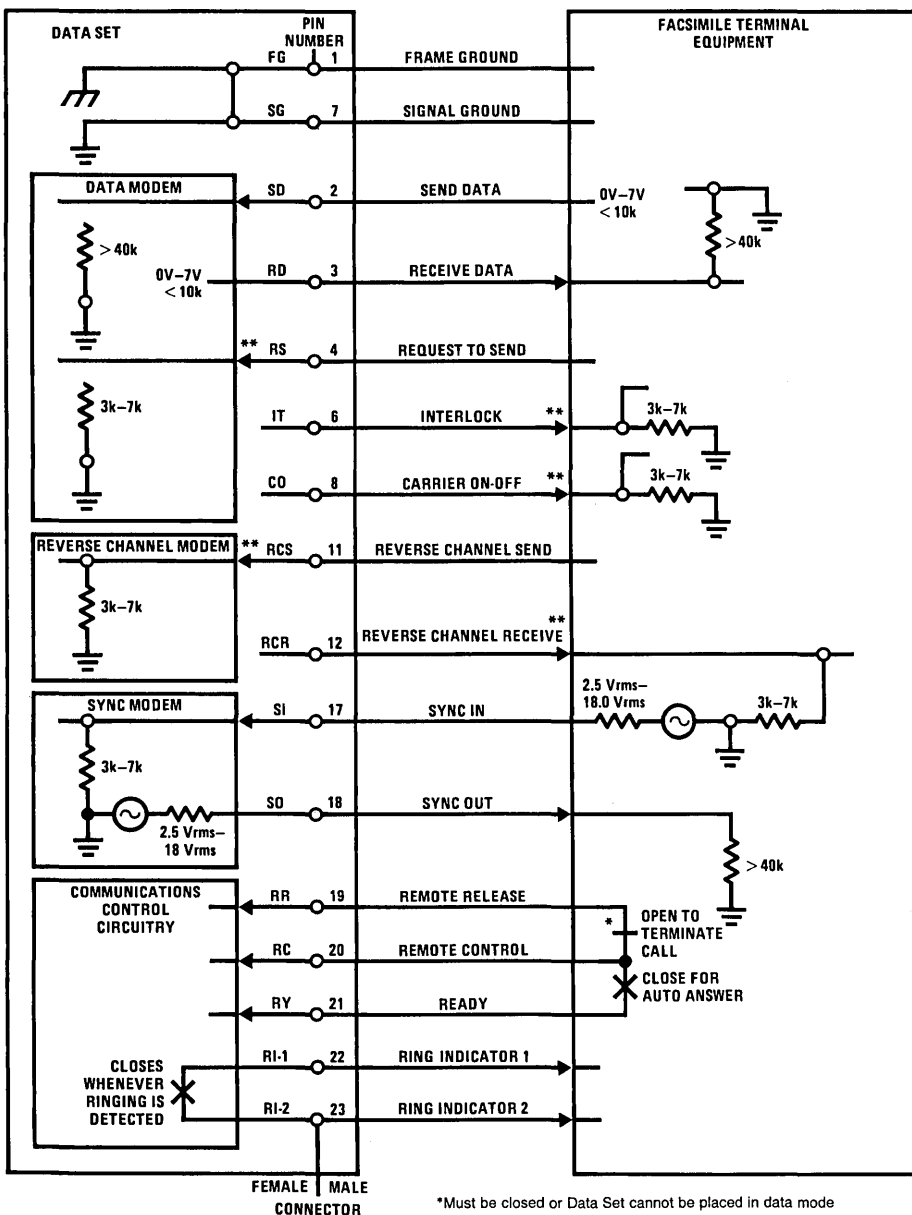 DATA SET
PIN
NUMBER
FACSIMILE TERMINAL
EQUIPMENT
FG 1 FRAME GROUND
SG 7 SIGNAL GROUND
DATA MODEM
SD 2 SEND DATA
0V–7V
< 10k
> 40k
> 40k
0V–7V
< 10k
RD 3 RECEIVE DATA
** RS 4 REQUEST TO SEND
3k–7k
IT 6 INTERLOCK **
3k–7k
CO 8 CARRIER ON-OFF **
3k–7k
REVERSE CHANNEL MODEM
** RCS 11 REVERSE CHANNEL SEND
3k–7k
RCR 12 REVERSE CHANNEL RECEIVE **
SYNC MODEM
SI 17 SYNC IN
2.5 Vrms–
18.0 Vrms
3k–7k
3k–7k
SO 18 SYNC OUT
2.5 Vrms–
18 Vrms
> 40k
COMMUNICATIONS
CONTROL
CIRCUITRY
RR 19 REMOTE RELEASE
* OPEN TO
TERMINATE
CALL
RC 20 REMOTE CONTROL
CLOSE FOR
AUTO ANSWER
RY 21 READY
RI-1 22 RING INDICATOR 1
CLOSES
WHENEVER
RINGING IS
DETECTED
RI-2 23 RING INDICATOR 2
FEMALE MALE
CONNECTOR
*Must be closed or Data Set cannot be placed in data mode